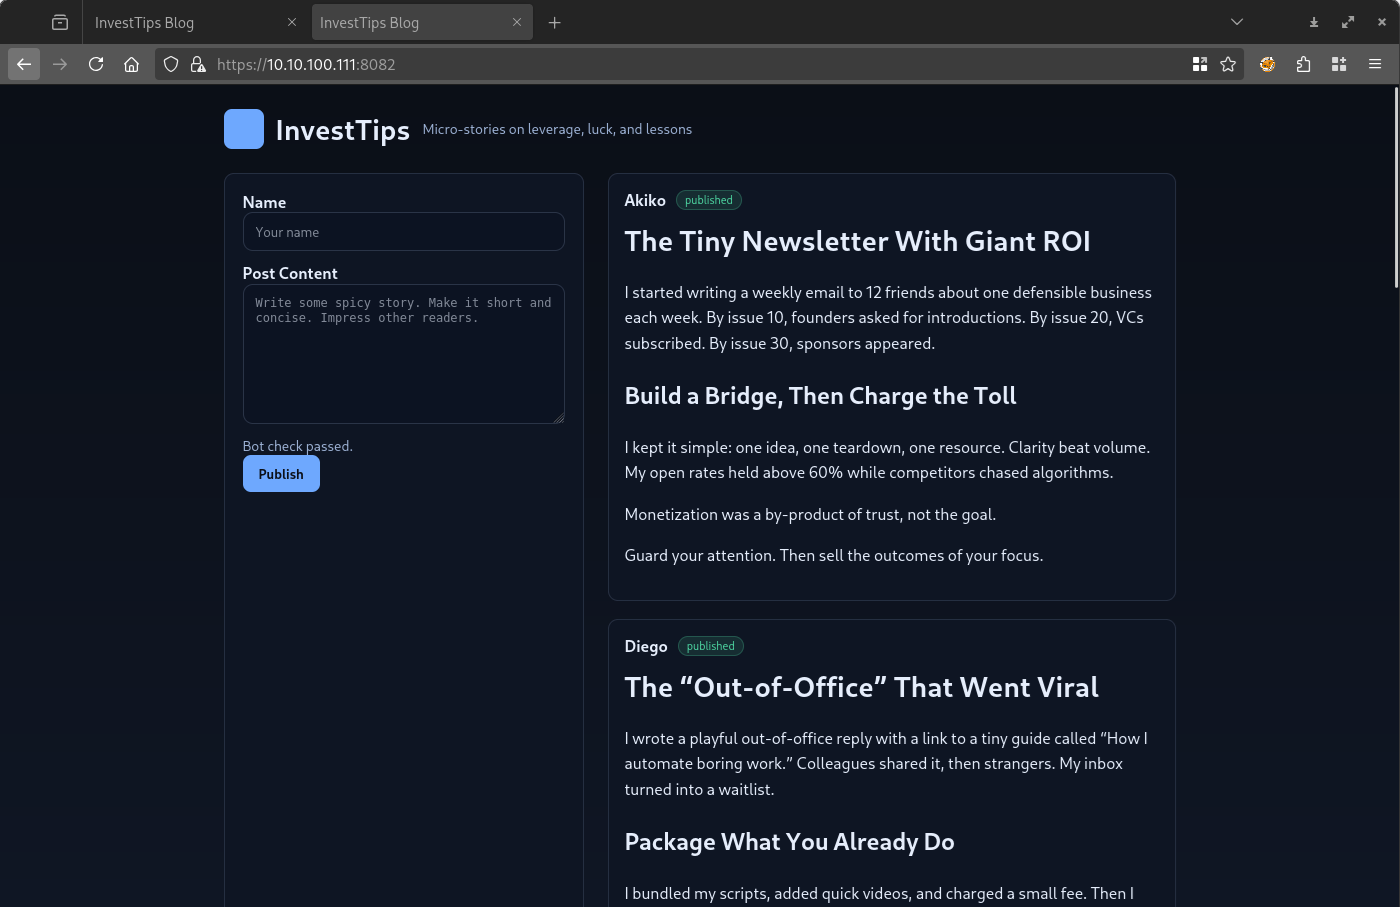 InvestTips Blog
InvestTips Blog
https://10.10.100.111:8082
InvestTips
Micro-stories on leverage, luck, and lessons
Name
Your name
Post Content
Write some spicy story. Make it short and
concise. Impress other readers.
Bot check passed.
Publish
Akiko published
The Tiny Newsletter With Giant ROI
I started writing a weekly email to 12 friends about one defensible business
each week. By issue 10, founders asked for introductions. By issue 20, VCs
subscribed. By issue 30, sponsors appeared.
Build a Bridge, Then Charge the Toll
I kept it simple: one idea, one teardown, one resource. Clarity beat volume.
My open rates held above 60% while competitors chased algorithms.
Monetization was a by-product of trust, not the goal.
Guard your attention. Then sell the outcomes of your focus.
Diego published
The “Out-of-Office” That Went Viral
I wrote a playful out-of-office reply with a link to a tiny guide called “How I
automate boring work.” Colleagues shared it, then strangers. My inbox
turned into a waitlist.
Package What You Already Do
I bundled my scripts, added quick videos, and charged a small fee. Then I